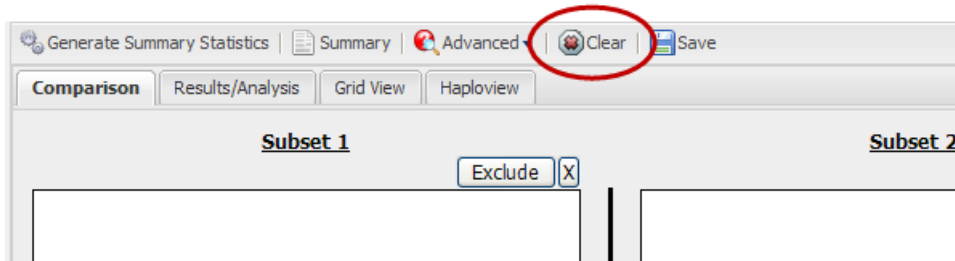 Generate Summary Statistics | Summary | Advanced | Clear | Save
Comparison Results/Analysis Grid View Haploview
Subset 1 Subset 2
Exclude X